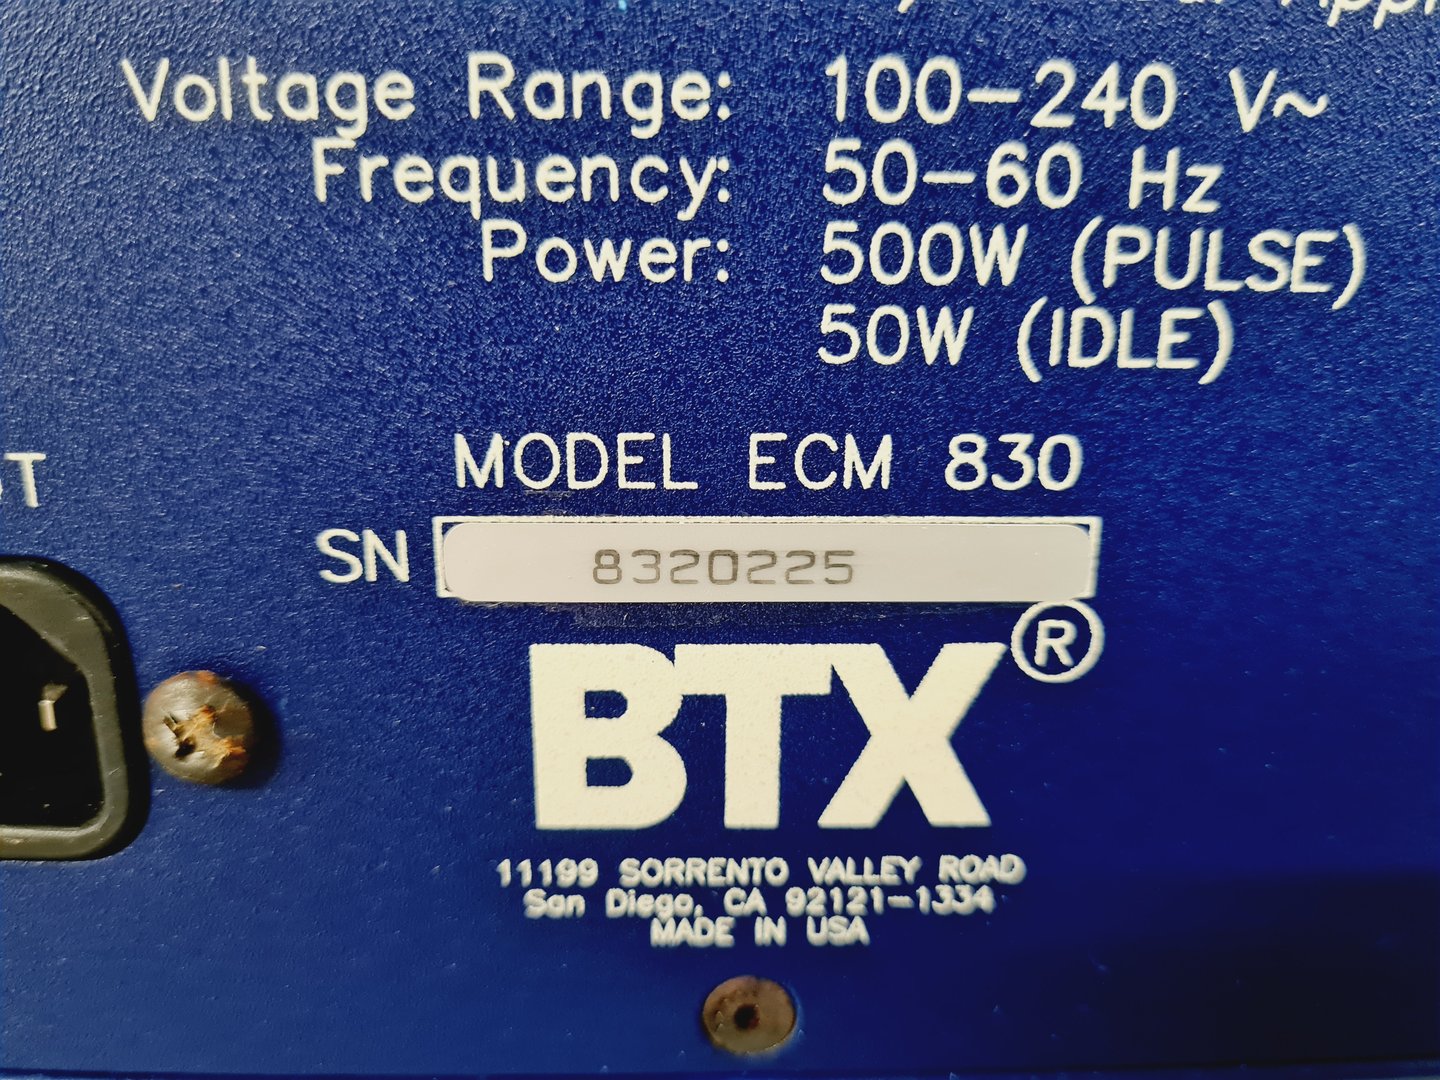 Voltage Range: 100-240 V~
Frequency: 50-60 Hz
Power: 500W (PULSE)
50W (IDLE)
MODEL ECM 830
SN 8320225
BTX®
11199 SORRENTO VALLEY ROAD
San Diego, CA 92121-1334
MADE IN USA